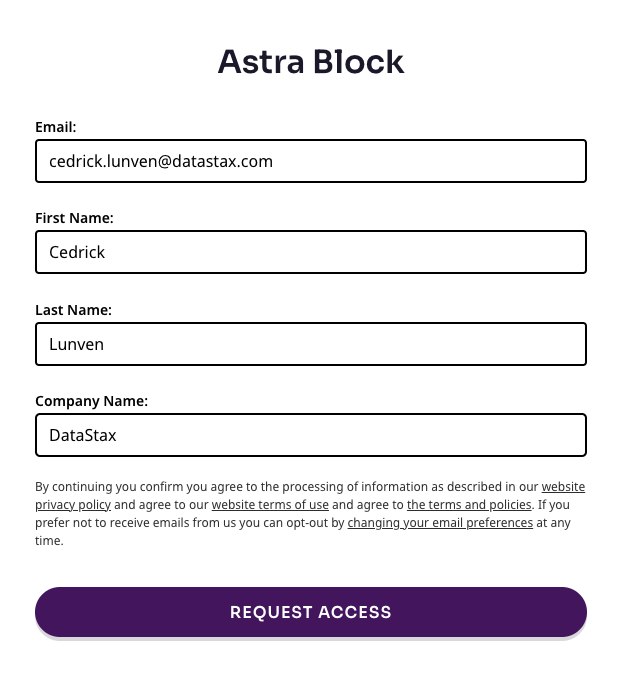 Astra Block
Email:
cedrick.lunven@datastax.com
First Name:
Cedrick
Last Name:
Lunven
Company Name:
DataStax
By continuing you confirm you agree to the processing of information as described in our website
privacy policy and agree to our website terms of use and agree to the terms and policies. If you
prefer not to receive emails from us you can opt-out by changing your email preferences at any
time.
REQUEST ACCESS